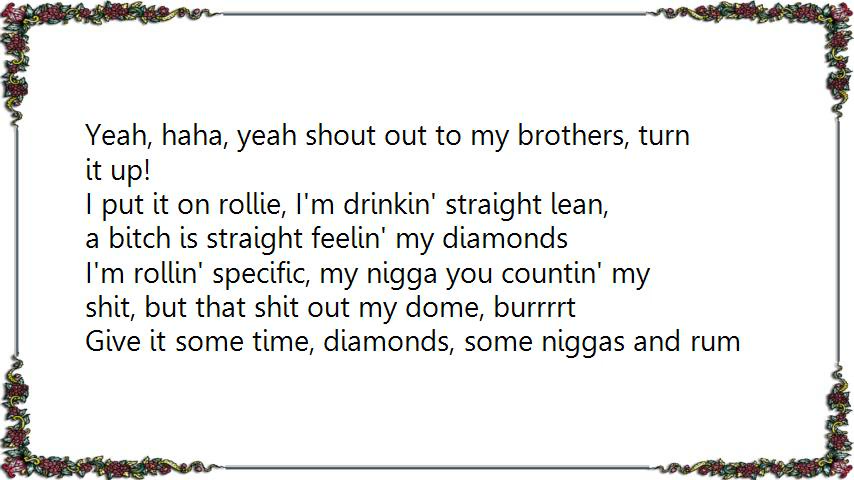 Yeah, haha, yeah shout out to my brothers, turn
it up!
I put it on rollie, I'm drinkin' straight lean,
a bitch is straight feelin' my diamonds
I'm rollin' specific, my nigga you countin' my
shit, but that shit out my dome, burrrrt
Give it some time, diamonds, some niggas and rum